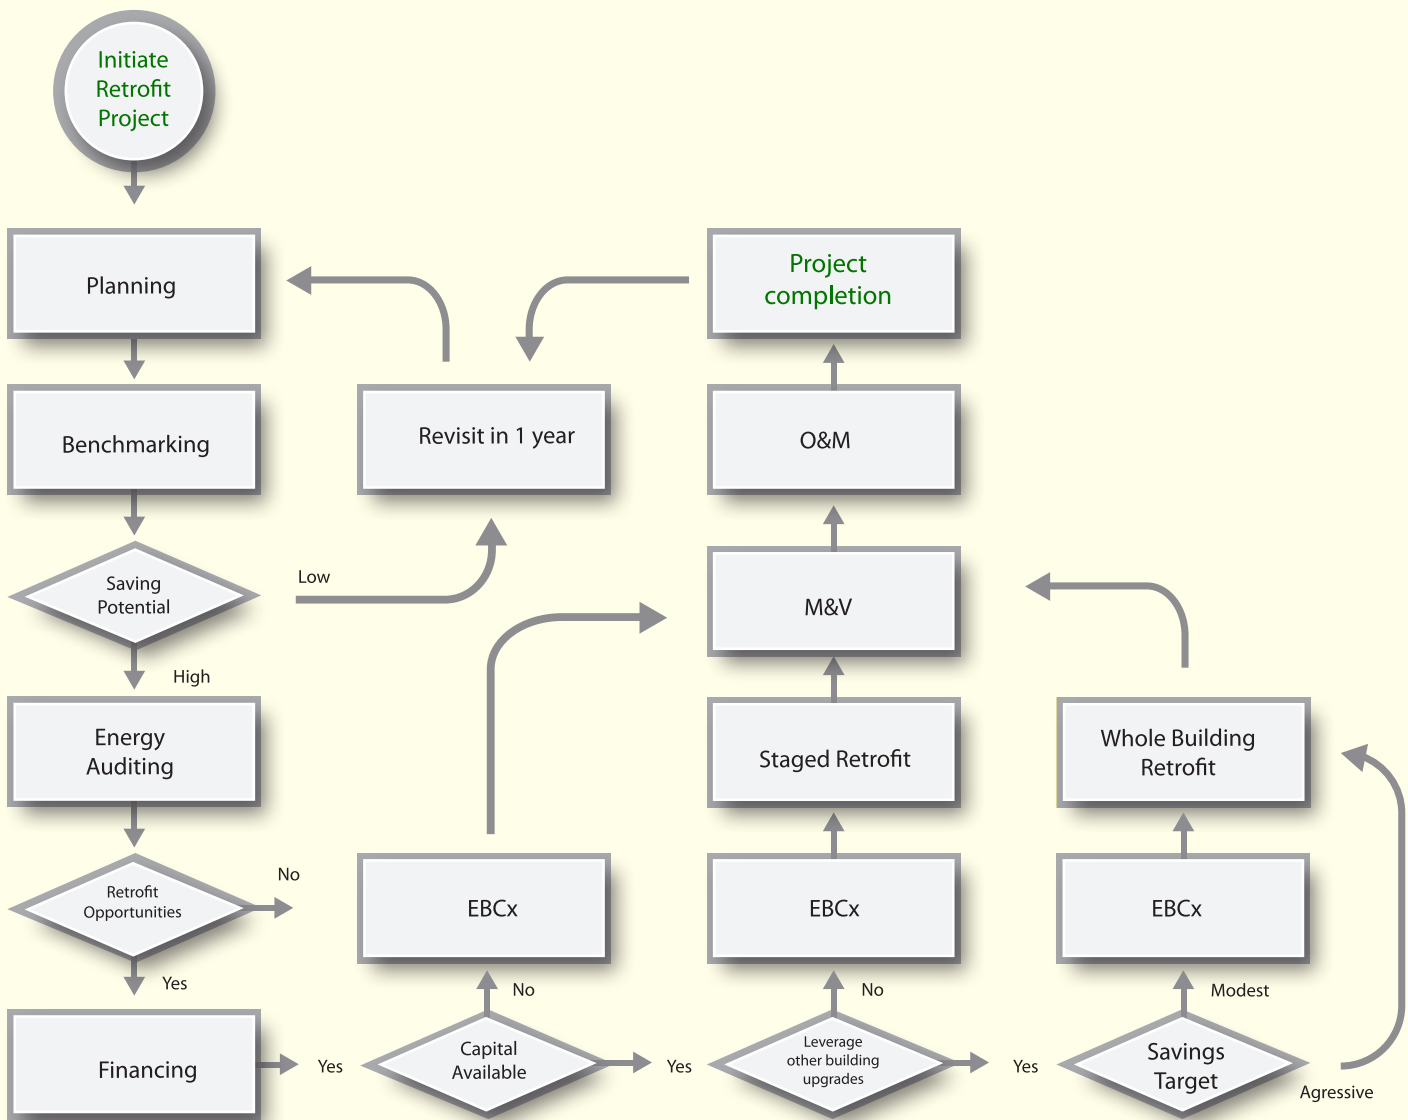 Initiate
Retrofit
Project
Planning
Project
completion
Benchmarking
Revisit in 1 year
O&M
Saving
Potential
Low
M&V
High
Energy
Auditing
Staged Retrofit
Whole Building
Retrofit
Retrofit
Opportunities
No
EBCx
EBCx
EBCx
Yes
No
No
Modest
Financing
Yes
Capital
Available
Yes
Leverage
other building
upgrades
Yes
Savings
Target
Agressive